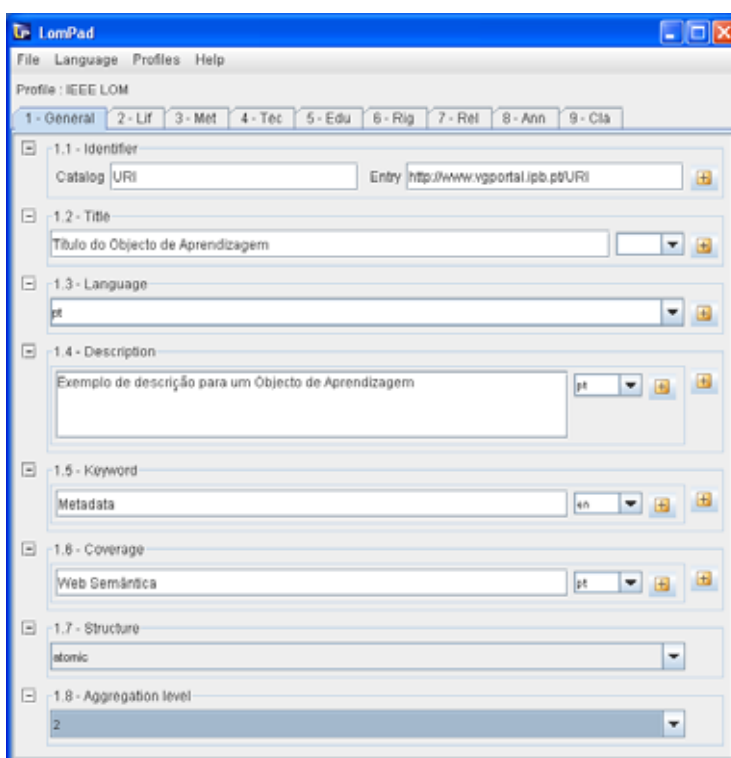 LomPad
File Language Profiles Help
Profile : IEEE LOM
1 - General 2 - Lif 3 - Met 4 - Tec 5 - Edu 6 - Rig 7 - Rel 8 - Ann 9 - Cla
1.1 - Identifier
Catalog URI Entry http://www.vgportal.ipb.pt/URI
1.2 - Title
Título do Objecto de Aprendizagem
1.3 - Language
pt
1.4 - Description
Exemplo de descrição para um Objecto de Aprendizagem pt
1.5 - Keyword
Metadata en
1.6 - Coverage
Web Semântica pt
1.7 - Structure
atomic
1.8 - Aggregation level
2